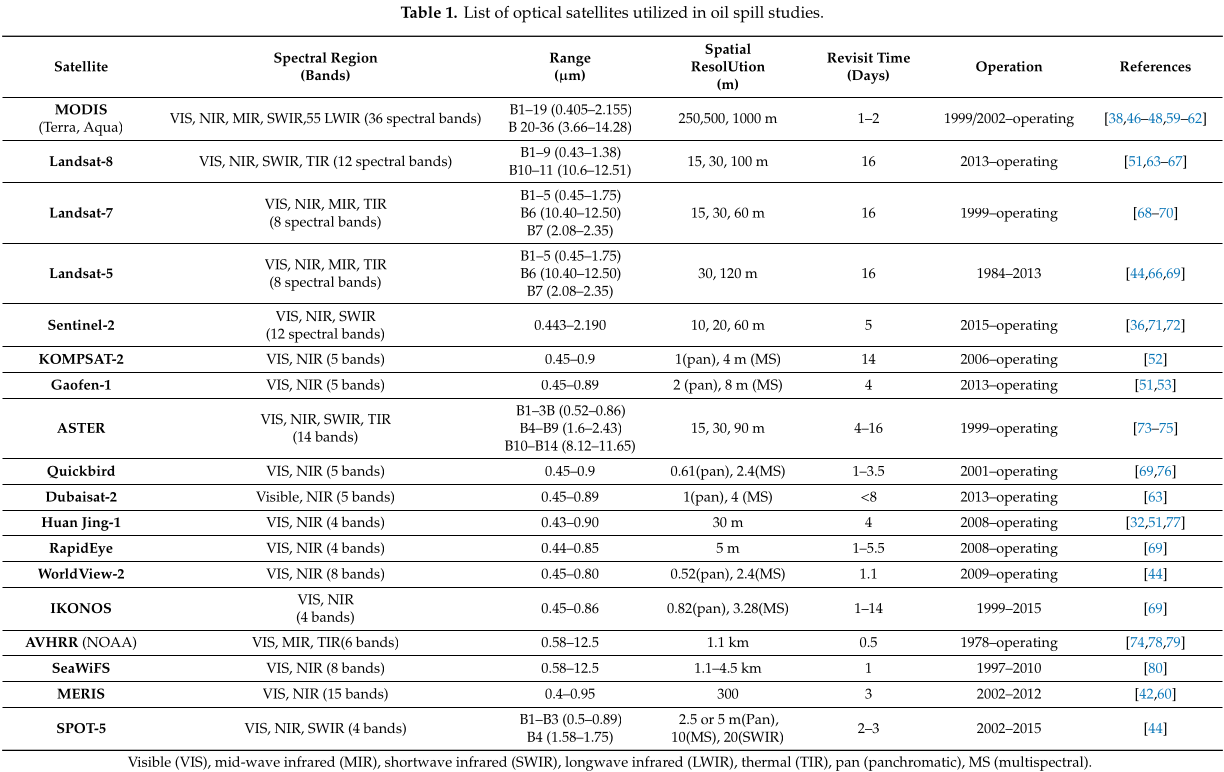 Table 1. List of optical satellites utilized in oil spill studies.
Satellite Spectral Region (Bands) Range (μm) Spatial ResolUtion (m) Revisit Time (Days) Operation References
MODIS (Terra, Aqua) VIS, NIR, MIR, SWIR,55 LWIR (36 spectral bands) B1–19 (0.405–2.155) B 20-36 (3.66–14.28) 250,500, 1000 m 1–2 1999/2002–operating [38,46–48,59–62]
Landsat-8 VIS, NIR, SWIR, TIR (12 spectral bands) B1–9 (0.43–1.38) B10–11 (10.6–12.51) 15, 30, 100 m 16 2013–operating [51,63–67]
Landsat-7 VIS, NIR, MIR, TIR (8 spectral bands) B1–5 (0.45–1.75) B6 (10.40–12.50) B7 (2.08–2.35) 15, 30, 60 m 16 1999–operating [68–70]
Landsat-5 VIS, NIR, MIR, TIR (8 spectral bands) B1–5 (0.45–1.75) B6 (10.40–12.50) B7 (2.08–2.35) 30, 120 m 16 1984–2013 [44,66,69]
Sentinel-2 VIS, NIR, SWIR (12 spectral bands) 0.443–2.190 10, 20, 60 m 5 2015–operating [36,71,72]
KOMPSAT-2 VIS, NIR (5 bands) 0.45–0.9 1(pan), 4 m (MS) 14 2006–operating [52]
Gaofen-1 VIS, NIR (5 bands) 0.45–0.89 2 (pan), 8 m (MS) 4 2013–operating [51,53]
ASTER VIS, NIR, SWIR, TIR (14 bands) B1–3B (0.52–0.86) B4–B9 (1.6–2.43) B10–B14 (8.12–11.65) 15, 30, 90 m 4–16 1999–operating [73–75]
Quickbird VIS, NIR (5 bands) 0.45–0.9 0.61(pan), 2.4(MS) 1–3.5 2001–operating [69,76]
Dubaisat-2 Visible, NIR (5 bands) 0.45–0.89 1(pan), 4 (MS) <8 2013–operating [63]
Huan Jing-1 VIS, NIR (4 bands) 0.43–0.90 30 m 4 2008–operating [32,51,77]
RapidEye VIS, NIR (4 bands) 0.44–0.85 5 m 1–5.5 2008–operating [69]
WorldView-2 VIS, NIR (8 bands) 0.45–0.80 0.52(pan), 2.4(MS) 1.1 2009–operating [44]
IKONOS VIS, NIR (4 bands) 0.45–0.86 0.82(pan), 3.28(MS) 1–14 1999–2015 [69]
AVHRR (NOAA) VIS, MIR, TIR(6 bands) 0.58–12.5 1.1 km 0.5 1978–operating [74,78,79]
SeaWiFS VIS, NIR (8 bands) 0.58–12.5 1.1–4.5 km 1 1997–2010 [80]
MERIS VIS, NIR (15 bands) 0.4–0.95 300 3 2002–2012 [42,60]
SPOT-5 VIS, NIR, SWIR (4 bands) B1–B3 (0.5–0.89) B4 (1.58–1.75) 2.5 or 5 m(Pan), 10(MS), 20(SWIR) 2–3 2002–2015 [44]
Visible (VIS), mid-wave infrared (MIR), shortwave infrared (SWIR), longwave infrared (LWIR), thermal (TIR), pan (panchromatic), MS (multispectral).